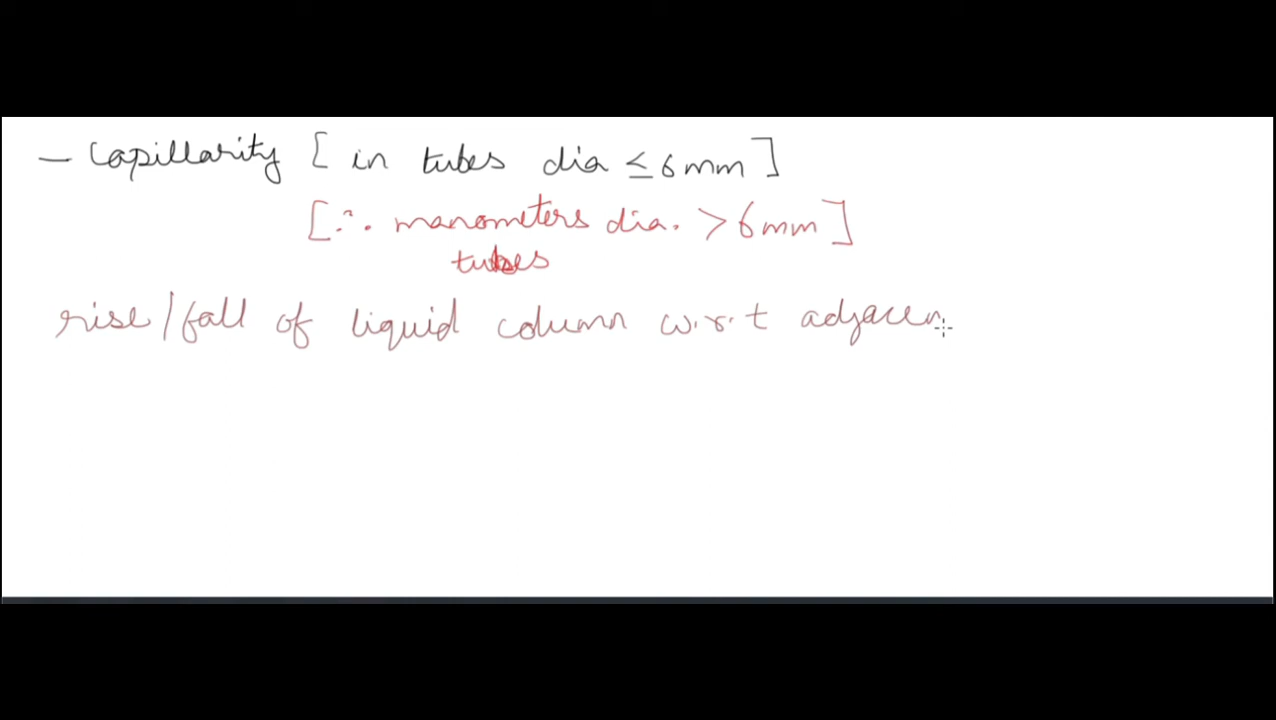 - Capillarity [ in tubes dia ≤ 6mm ]
[ ∴ manometers dia. > 6mm ]
tubes
rise/fall of liquid column w.r.t adjacen